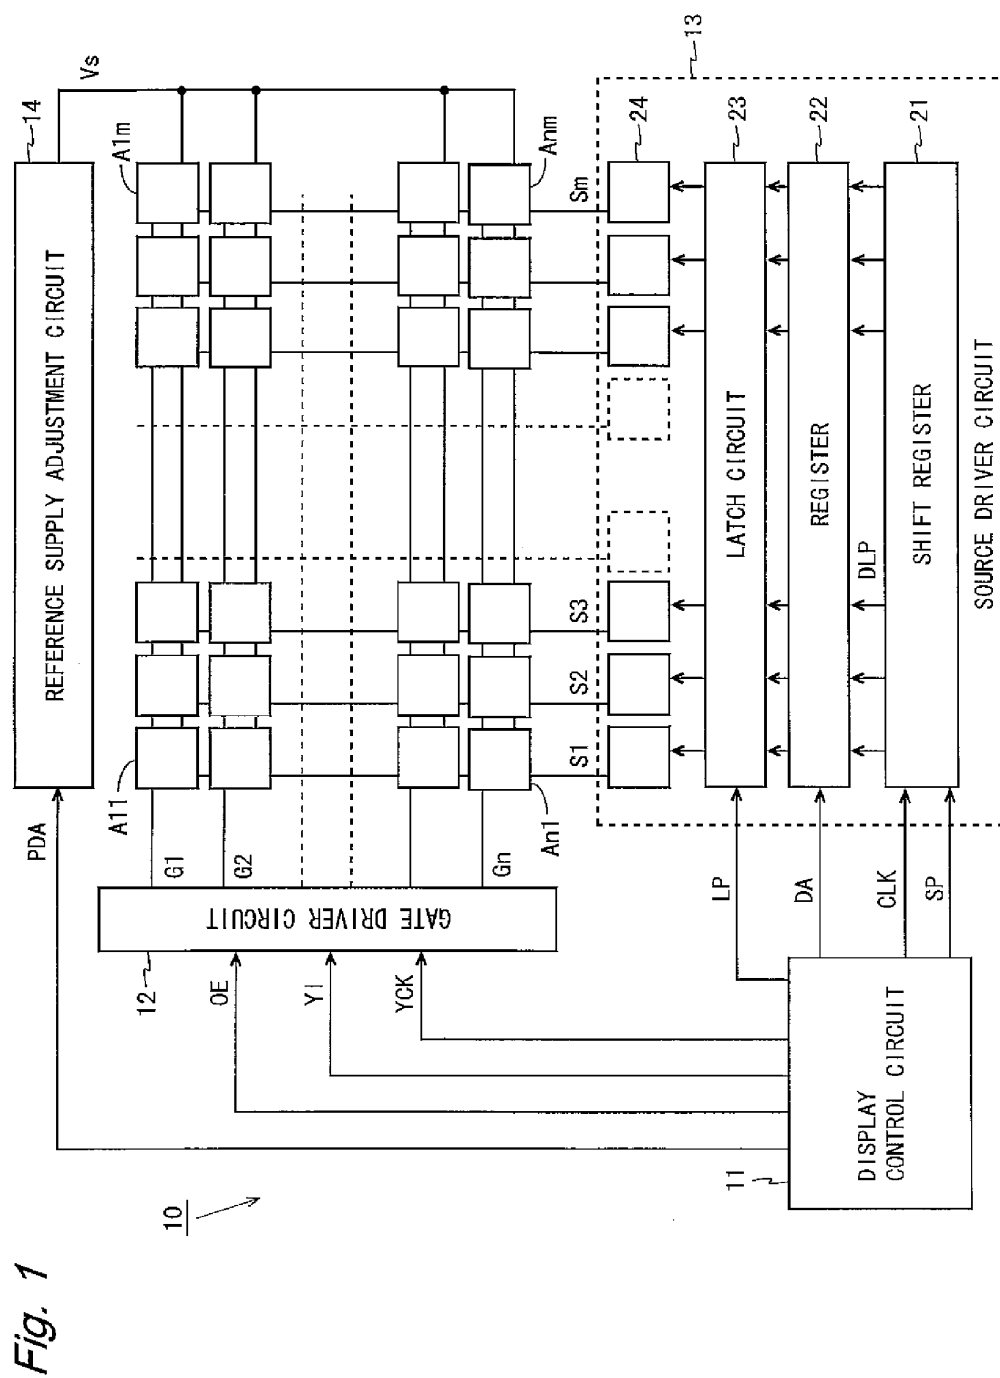 Fig. 1
10
REFERENCE SUPPLY ADJUSTMENT CIRCUIT
14
PDA
Vs
A11
A1m
G1
G2
Gn
An1
Anm
GATE DRIVER CIRCUIT
12
OE
YI
YCK
S1
S2
S3
Sm
13
24
LATCH CIRCUIT
23
REGISTER
22
DLP
SHIFT REGISTER
21
SOURCE DRIVER CIRCUIT
LP
DA
CLK
SP
DISPLAY
CONTROL CIRCUIT
11